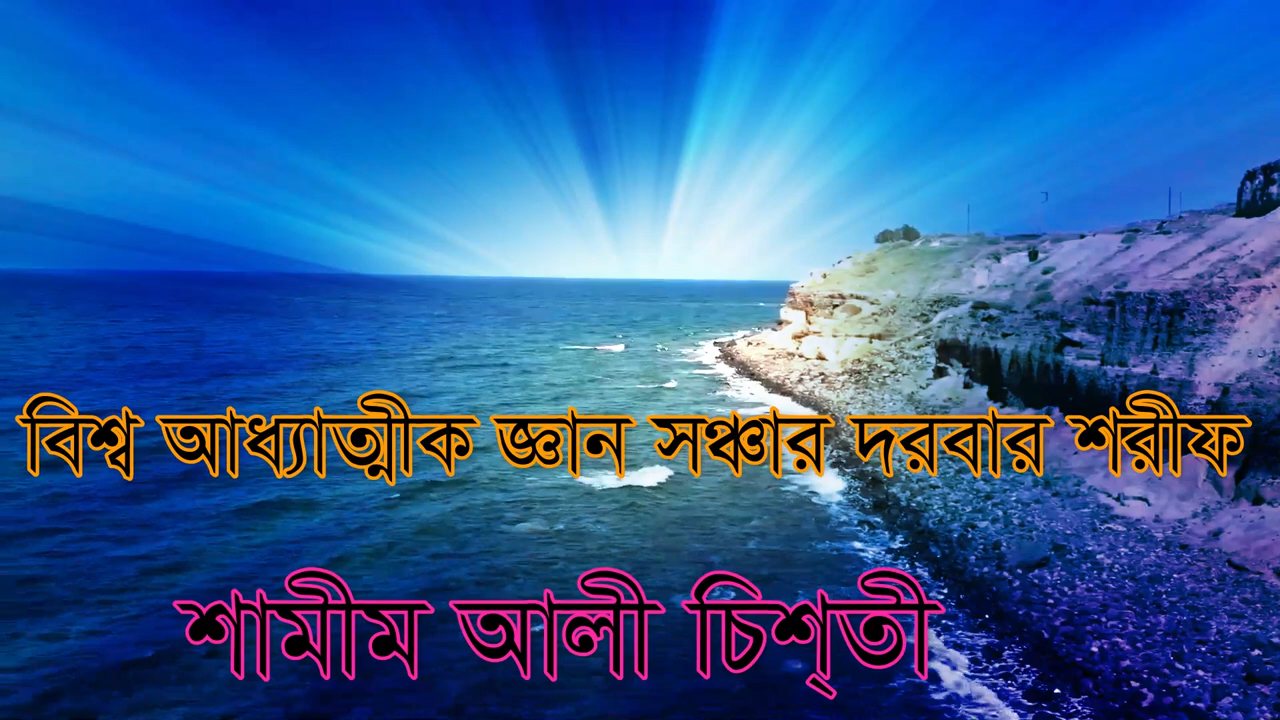 বিশ্ব আধ্যাত্মীক জ্ঞান সঞ্চার দরবার শরীফ
শামীম আলী চিশ্‌তী